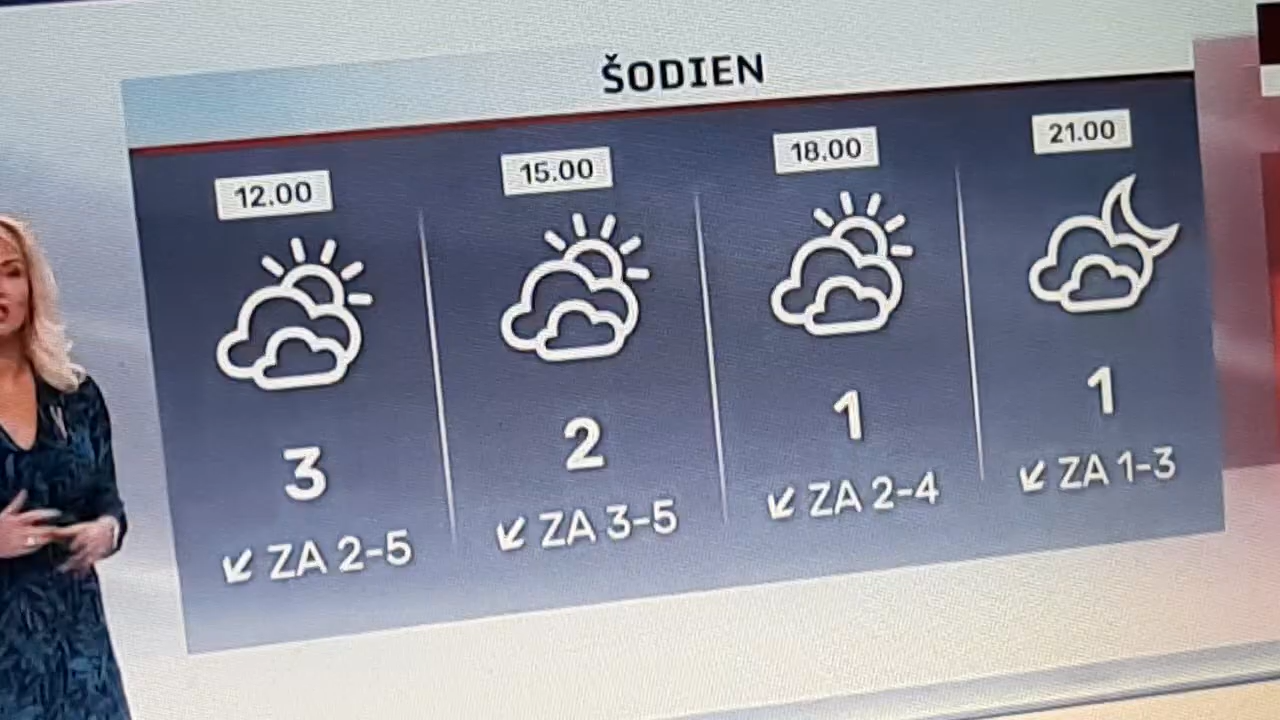 ŠODIEN
12.00
15.00
18.00
21.00
3
2
1
1
↙ ZA 2-5
↙ ZA 3-5
↙ ZA 2-4
↙ ZA 1-3